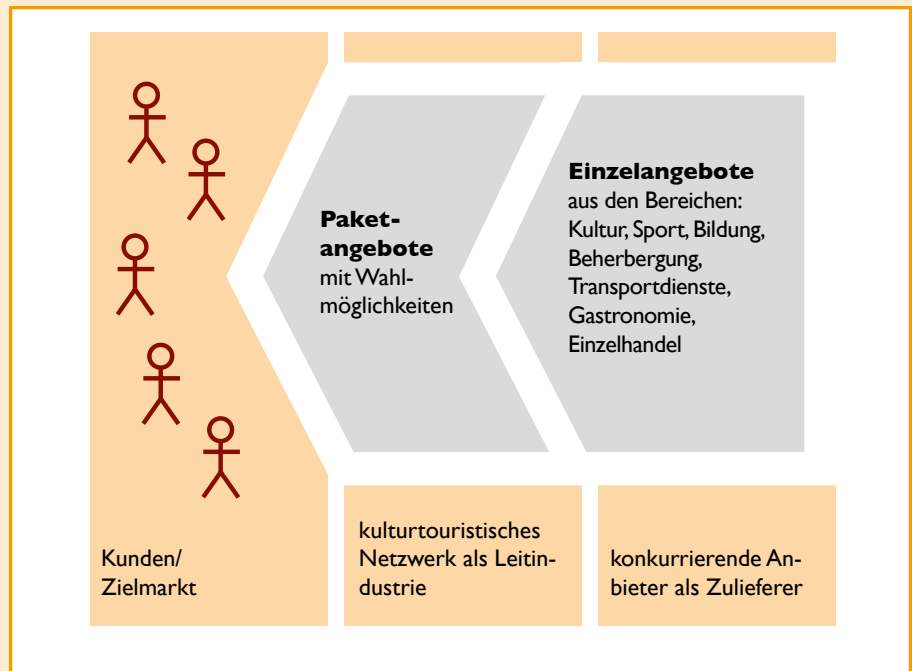 Paket-
angebote
mit Wahl-
möglichkeiten
Einzelangebote
aus den Bereichen:
Kultur, Sport, Bildung,
Beherbergung,
Transportdienste,
Gastronomie,
Einzelhandel
Kunden/
Zielmarkt
kulturtouristisches
Netzwerk als Leitin-
dustrie
konkurrierende An-
bieter als Zulieferer